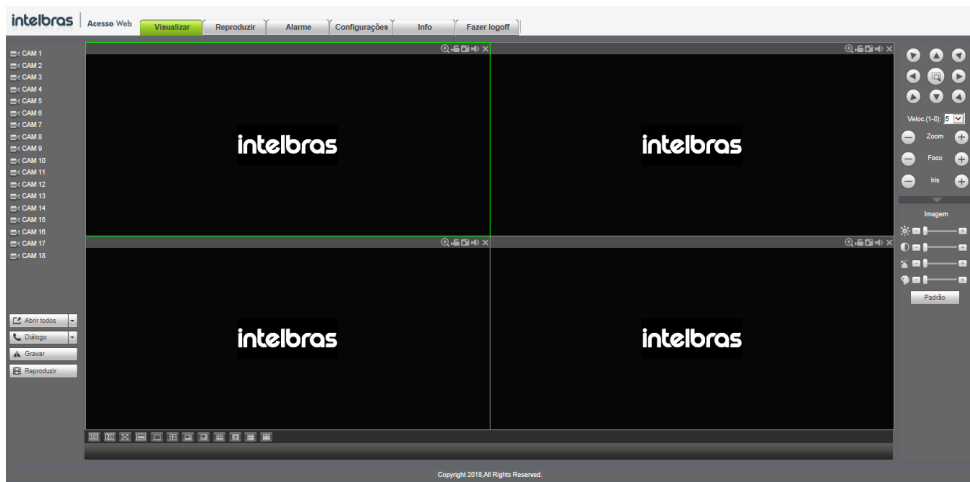 intelbras Acesso Web Visualizar Reproduzir Alarme Configurações Info Fazer logoff
CAM 1
CAM 2
CAM 3
CAM 4
CAM 5
CAM 6
CAM 7
CAM 8
CAM 9
CAM 10
CAM 11
CAM 12
CAM 13
CAM 14
CAM 15
CAM 16
CAM 17
CAM 18
Abrir todos
Diálogo
Gravar
Reproduzir
intelbras
intelbras
intelbras
intelbras
Veloc.(1-8): 5
Zoom
Foco
Iris
Imagem
Padrão
Copyright 2018,All Rights Reserved.